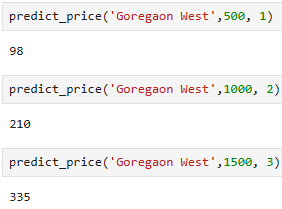 predict_price('Goregaon West',500, 1)
98
predict_price('Goregaon West',1000, 2)
210
predict_price('Goregaon West',1500, 3)
335